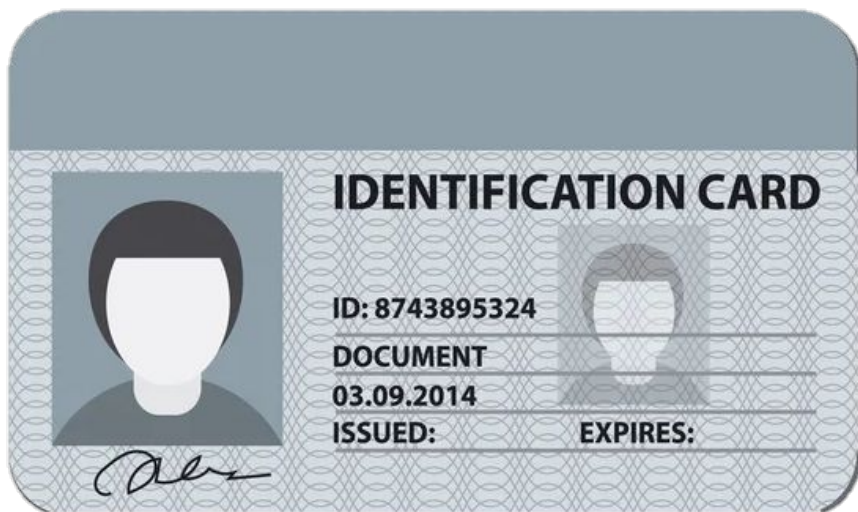 IDENTIFICATION CARD
ID: 8743895324
DOCUMENT
03.09.2014
ISSUED: EXPIRES: